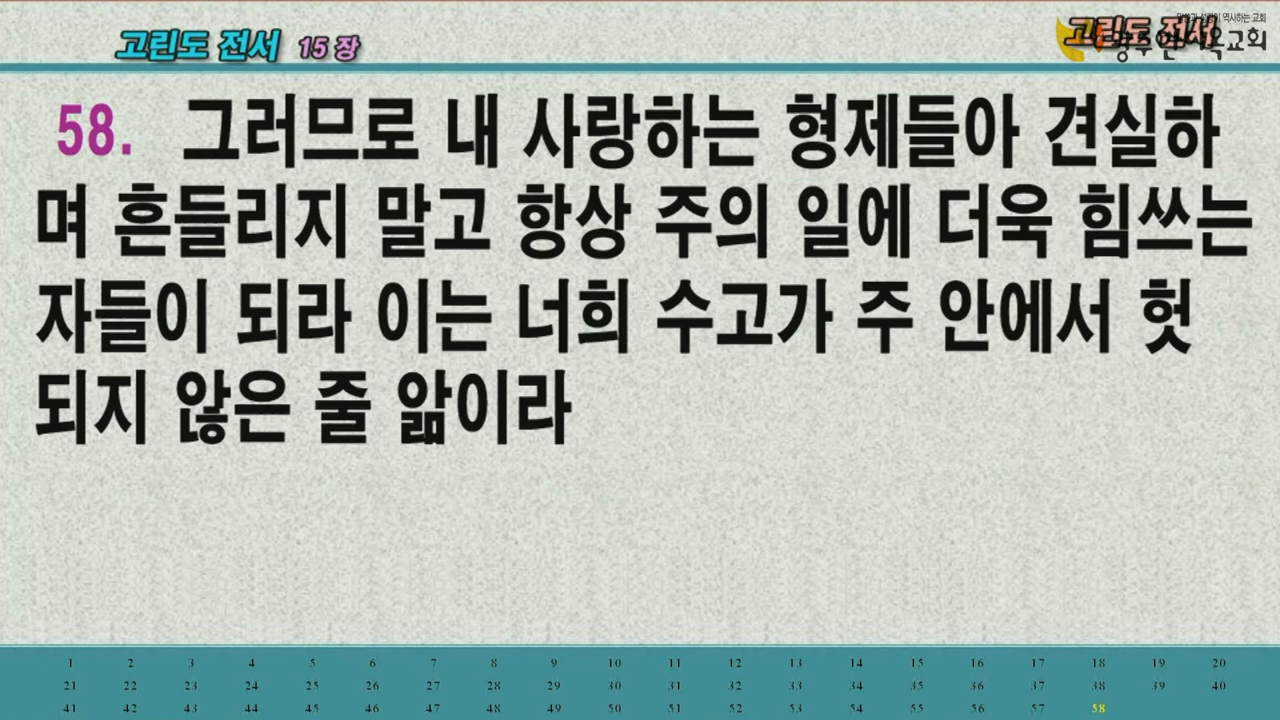 고린도 전서 15 장
고린도 전서
58. 그러므로 내 사랑하는 형제들아 견실하
며 흔들리지 말고 항상 주의 일에 더욱 힘쓰는
자들이 되라 이는 너희 수고가 주 안에서 헛
되지 않은 줄 앎이라
1 2 3 4 5 6 7 8 9 10 11 12 13 14 15 16 17 18 19 20
21 22 23 24 25 26 27 28 29 30 31 32 33 34 35 36 37 38 39 40
41 42 43 44 45 46 47 48 49 50 51 52 53 54 55 56 57 58